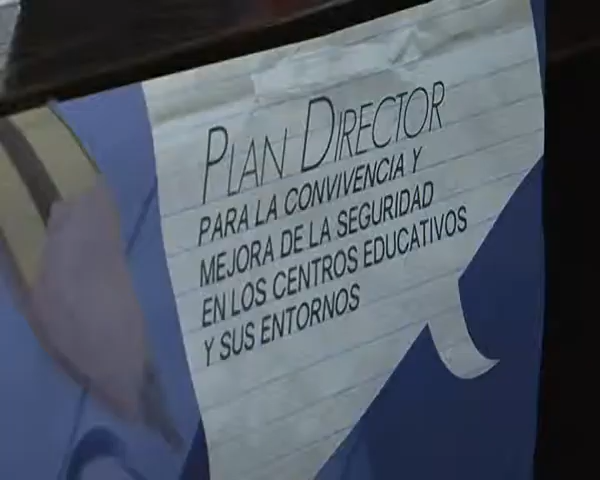 PLAN DIRECTOR
PARA LA CONVIVENCIA Y
MEJORA DE LA SEGURIDAD
EN LOS CENTROS EDUCATIVOS
Y SUS ENTORNOS